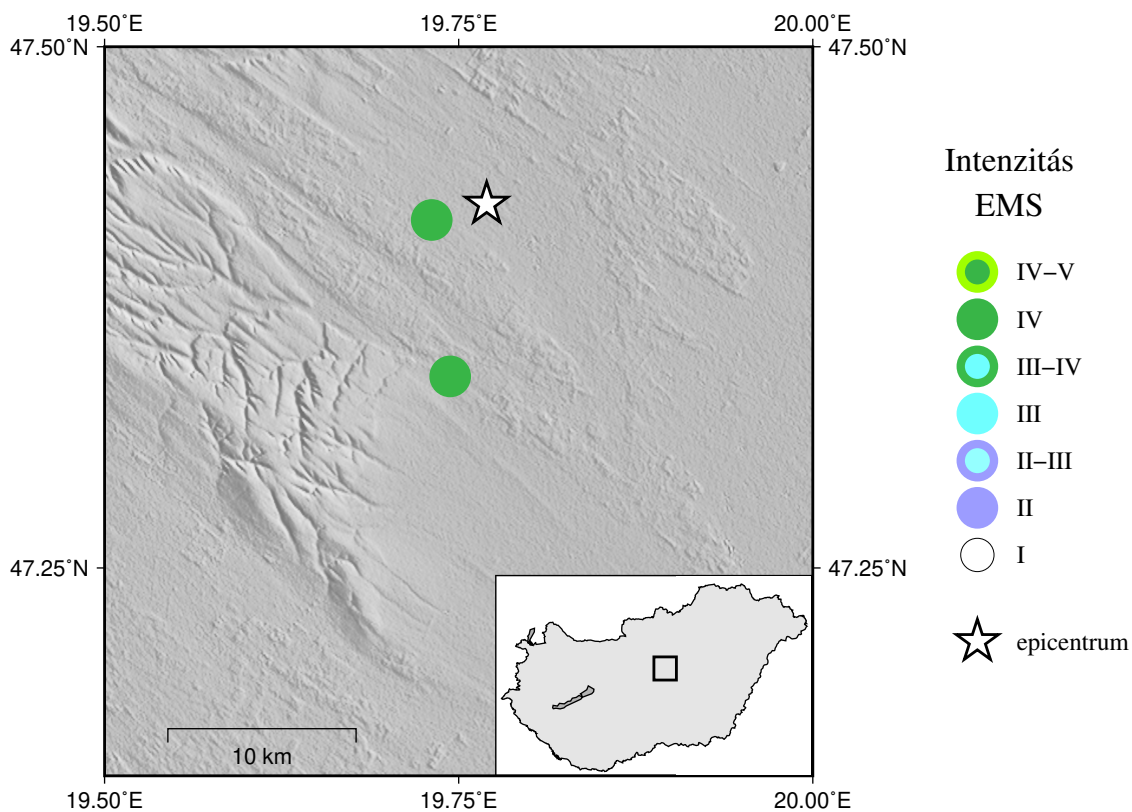 19.50˚E 19.75˚E 20.00˚E
47.50˚N 47.50˚N
Intenzitás
EMS
IV−V
IV
III−IV
III
II−III
II
I
47.25˚N 47.25˚N
epicentrum
10 km
19.50˚E 19.75˚E 20.00˚E